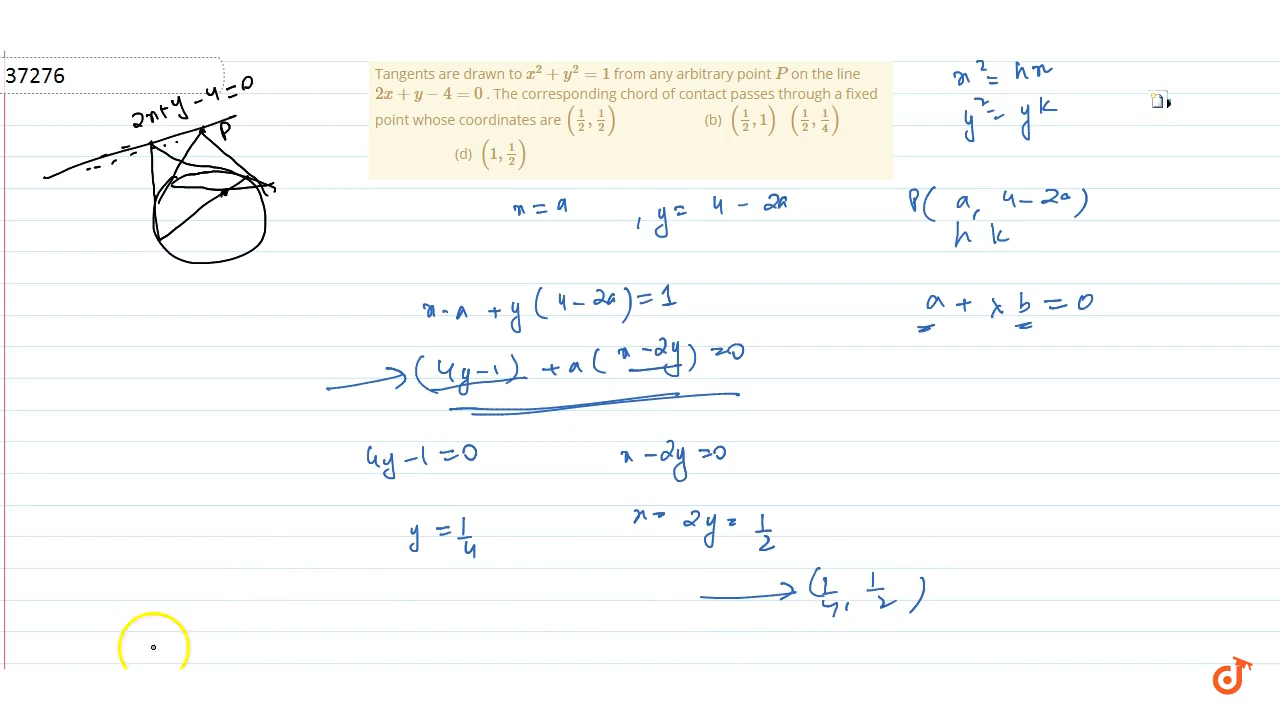 37276
2x+y-4=0
P
Tangents are drawn to x² + y² = 1 from any arbitrary point P on the line
2x + y − 4 = 0 . The corresponding chord of contact passes through a fixed
point whose coordinates are (1/2, 1/2) (b) (1/2, 1) (1/2, 1/4)
(d) (1, 1/2)
x² = hx
y² = yk
x = a , y = 4 - 2a
P(a, 4-2a)
h k
x·a + y(4-2a) = 1
a + λb = 0
(4y-1) + a(x-2y) = 0
4y-1=0 x-2y=0
y = 1/4 x = 2y = 1/2
(1/4, 1/2)
d